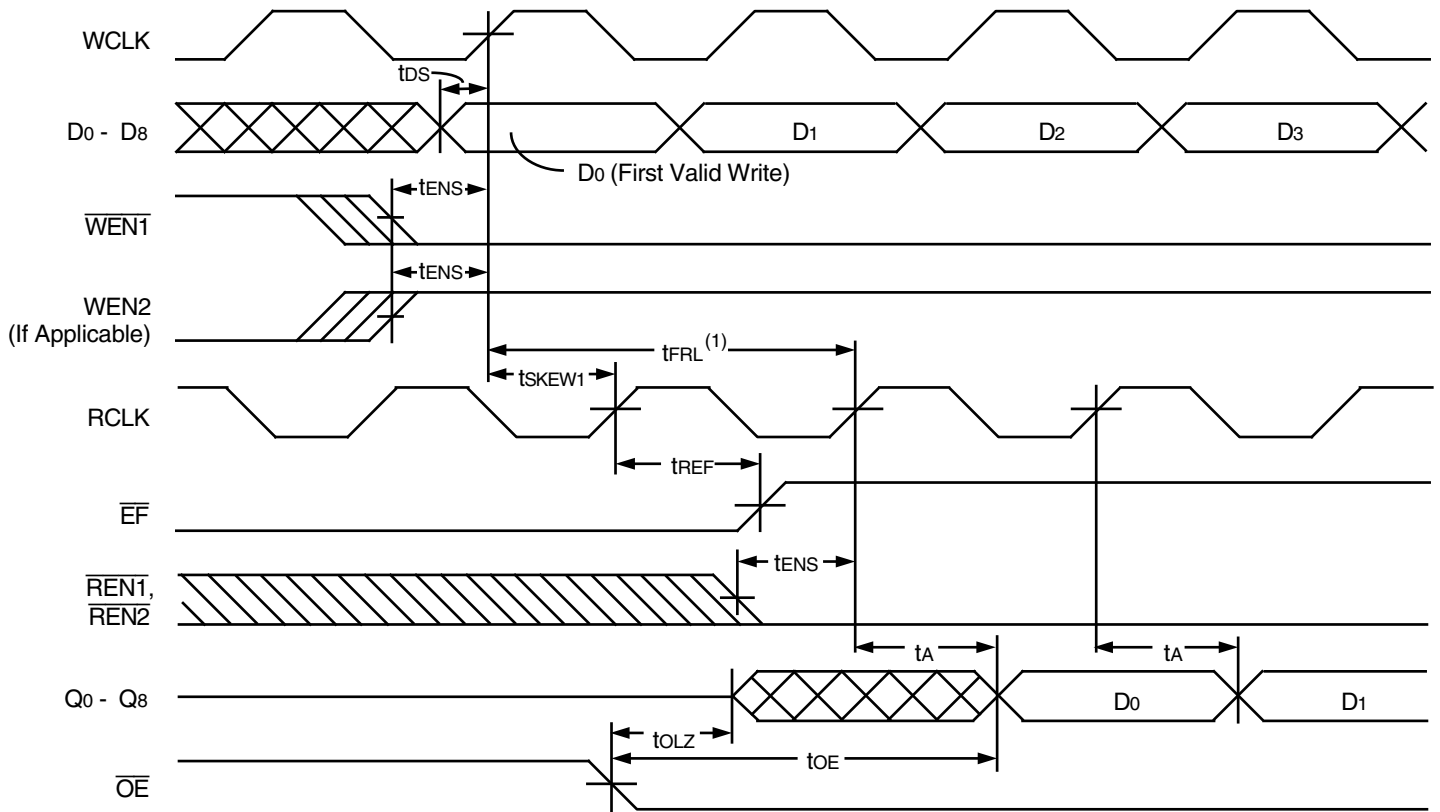 WCLK
tDS
D0 - D8
D1
D2
D3
D0 (First Valid Write)
tENS
WEN1
tENS
WEN2
(If Applicable)
tFRL(1)
tSKEW1
RCLK
tREF
EF
tENS
REN1,
REN2
tA
tA
Q0 - Q8
D0
D1
tOLZ
tOE
OE